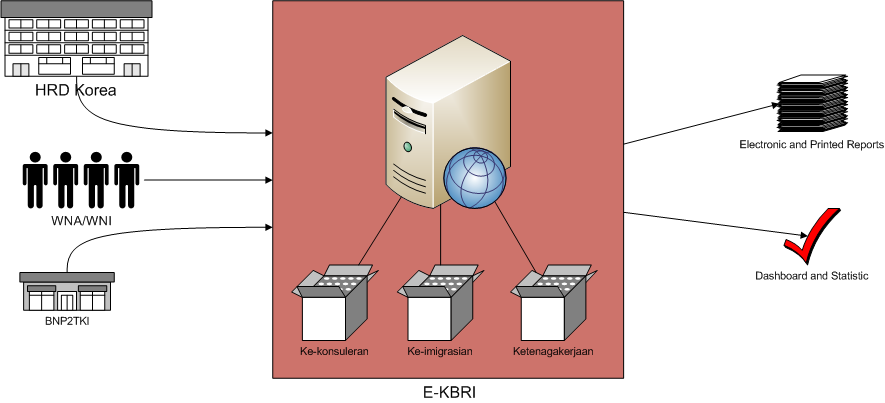 HRD Korea
WNA/WNI
BNP2TKI
Ke-konsuleran
Ke-imigrasian
Ketenagakerjaan
E-KBRI
Electronic and Printed Reports
Dashboard and Statistic